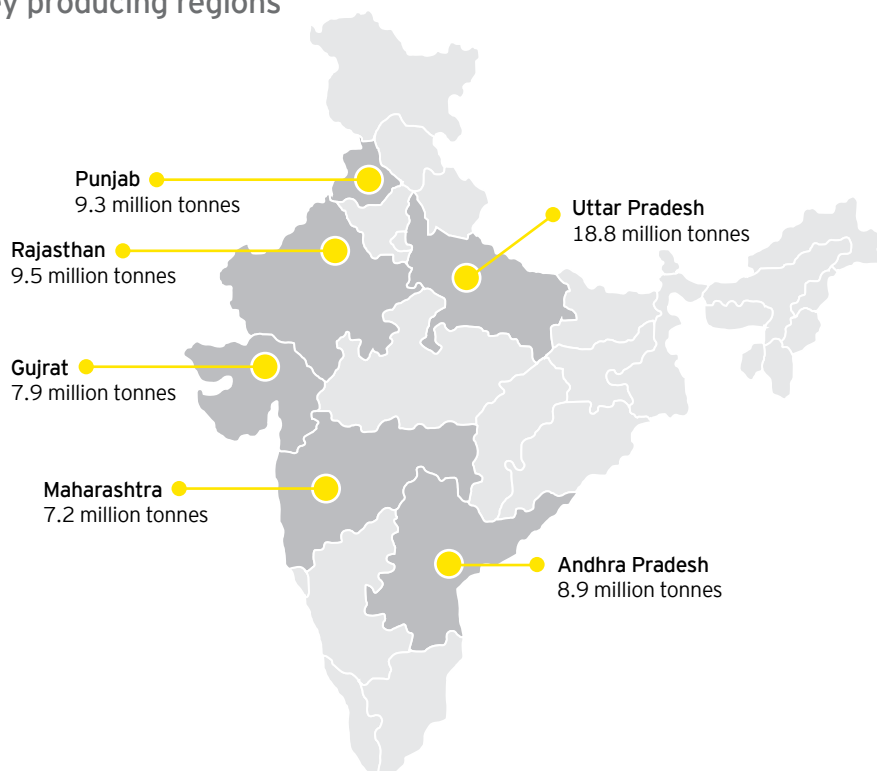 y producing regions
Punjab
9.3 million tonnes
Uttar Pradesh
18.8 million tonnes
Rajasthan
9.5 million tonnes
Gujrat
7.9 million tonnes
Maharashtra
7.2 million tonnes
Andhra Pradesh
8.9 million tonnes